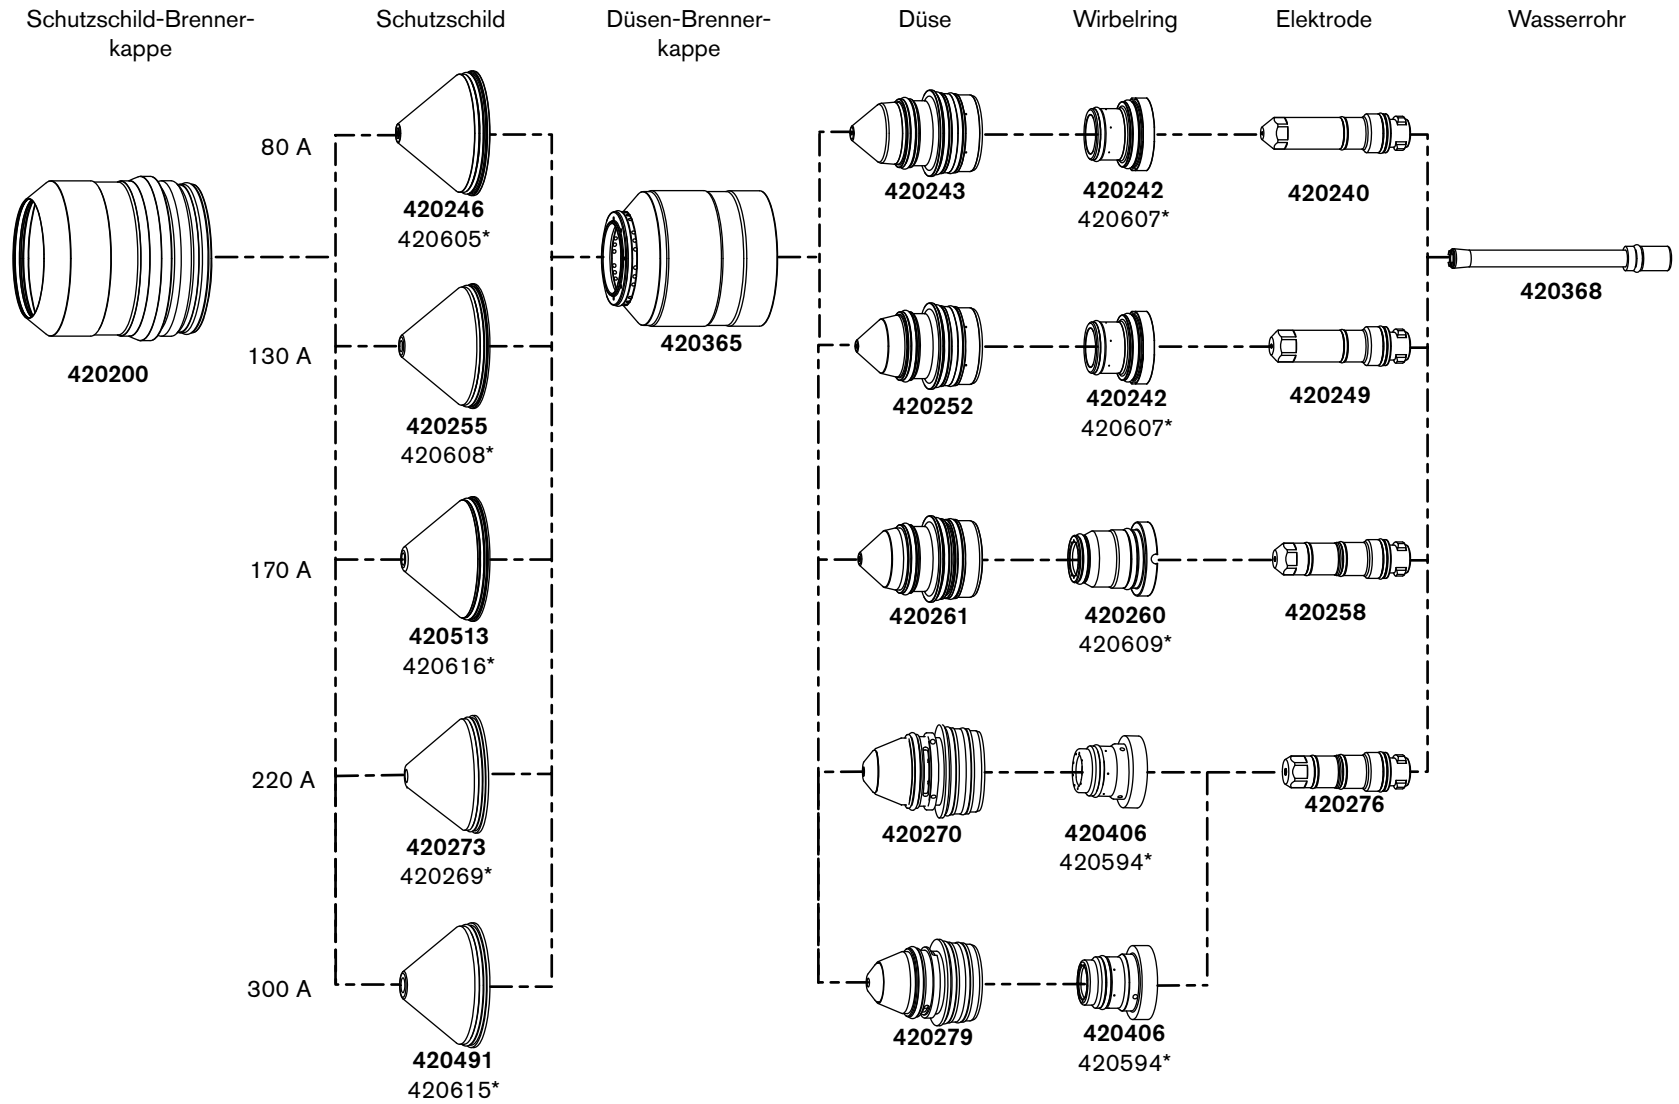 Schutzschild-Brenner-
kappe
Schutzschild
Düsen-Brenner-
kappe
Düse
Wirbelring
Elektrode
Wasserrohr
420200
80 A
420246
420605*
130 A
420255
420608*
170 A
420513
420616*
220 A
420273
420269*
300 A
420491
420615*
420365
420243
420242
420607*
420240
420252
420242
420607*
420249
420261
420260
420609*
420258
420270
420406
420594*
420276
420279
420406
420594*
420368